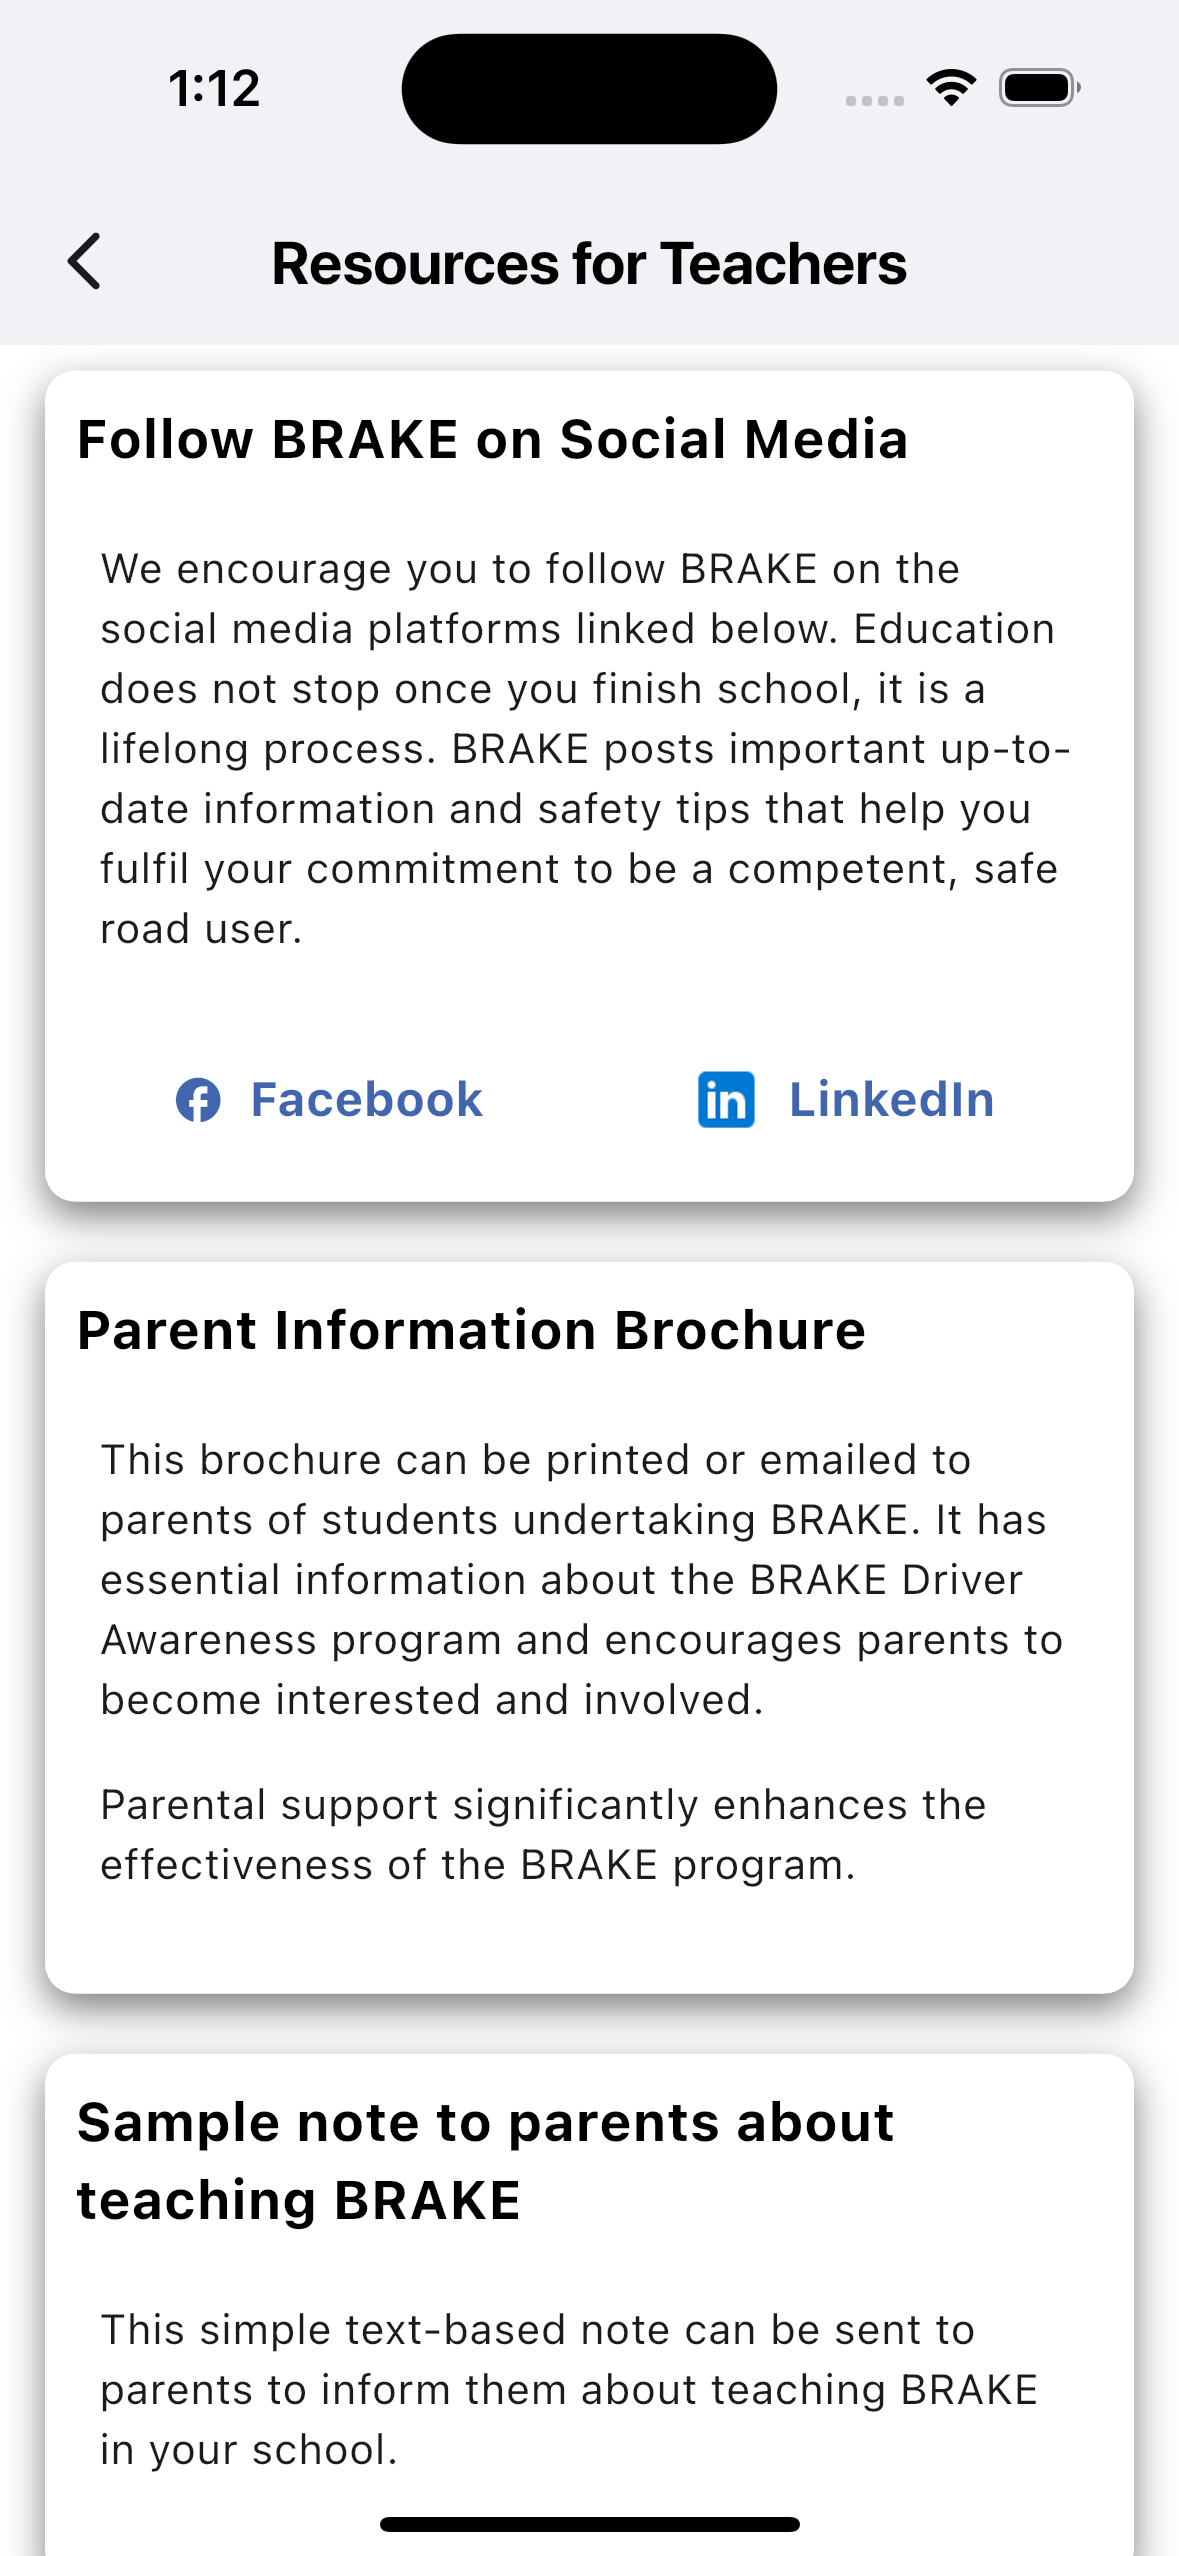 1:12
Resources for Teachers
Follow BRAKE on Social Media
We encourage you to follow BRAKE on the
social media platforms linked below. Education
does not stop once you finish school, it is a
lifelong process. BRAKE posts important up-to-
date information and safety tips that help you
fulfil your commitment to be a competent, safe
road user.
Facebook
in LinkedIn
Parent Information Brochure
This brochure can be printed or emailed to
parents of students undertaking BRAKE. It has
essential information about the BRAKE Driver
Awareness program and encourages parents to
become interested and involved.
Parental support significantly enhances the
effectiveness of the BRAKE program.
Sample note to parents about
teaching BRAKE
This simple text-based note can be sent to
parents to inform them about teaching BRAKE
in your school.